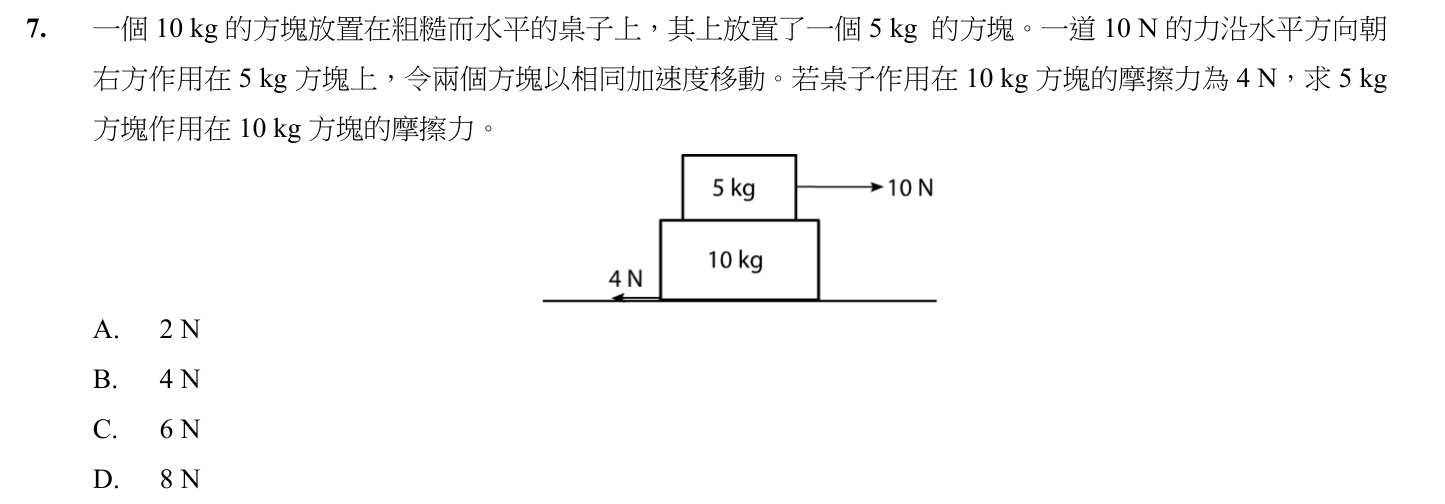 7. 一個 10 kg 的方塊放置在粗糙而水平的桌子上，其上放置了一個 5 kg 的方塊。一道 10 N 的力沿水平方向朝
右方作用在 5 kg 方塊上，令兩個方塊以相同加速度移動。若桌子作用在 10 kg 方塊的摩擦力為 4 N，求 5 kg
方塊作用在 10 kg 方塊的摩擦力。
5 kg
10 N
10 kg
4 N
A. 2 N
B. 4 N
C. 6 N
D. 8 N